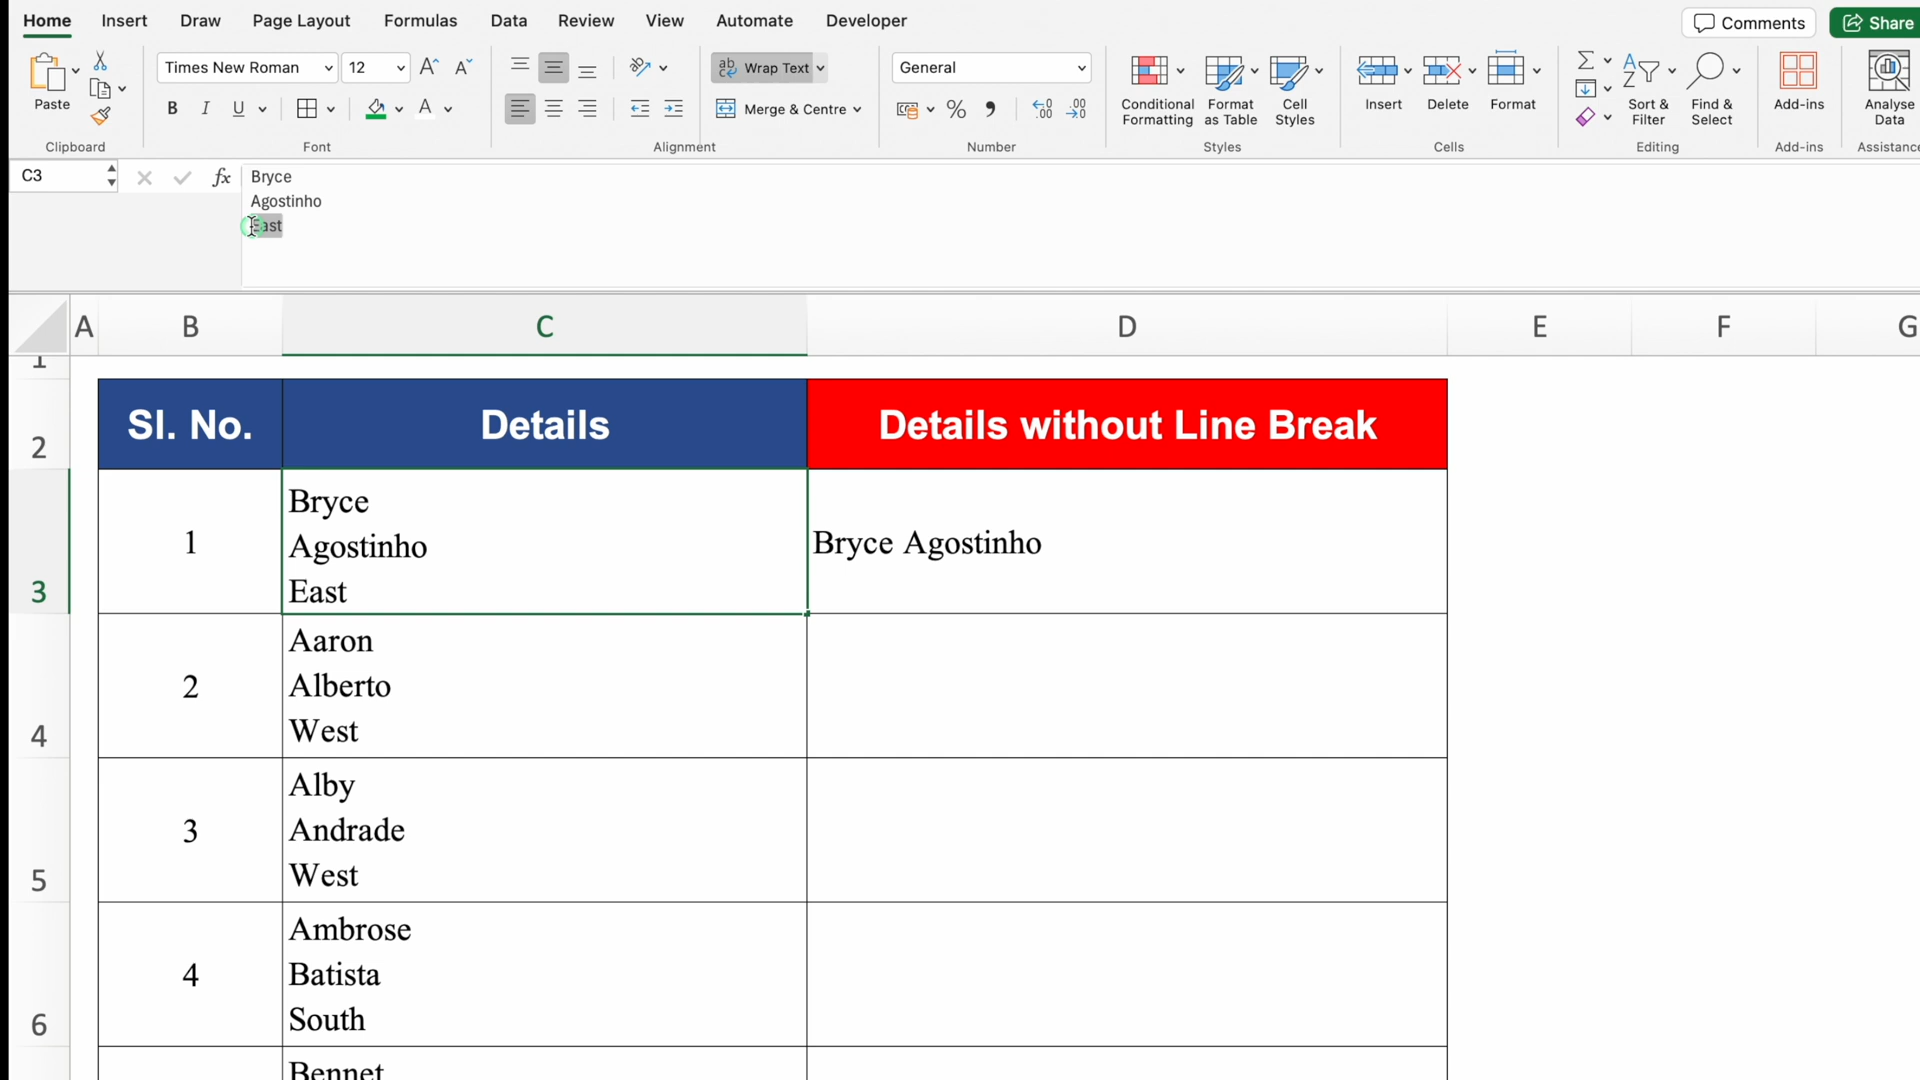 Home Insert Draw Page Layout Formulas Data Review View Automate Developer Comments Share
Paste
Times New Roman 12
B I U A
Wrap Text
Merge & Centre
General
Conditional Formatting
Format as Table
Cell Styles
Insert Delete Format
Sort & Filter
Find & Select
Add-ins
Analyse Data
Clipboard Font Alignment Number Styles Cells Editing Add-ins Assistanc
C3 fx Bryce
Agostinho
East
A B C D E F G
1
2 Sl. No. Details Details without Line Break
3 1 Bryce
Agostinho
East
Bryce Agostinho
4 2 Aaron
Alberto
West
5 3 Alby
Andrade
West
6 4 Ambrose
Batista
South
Bennet